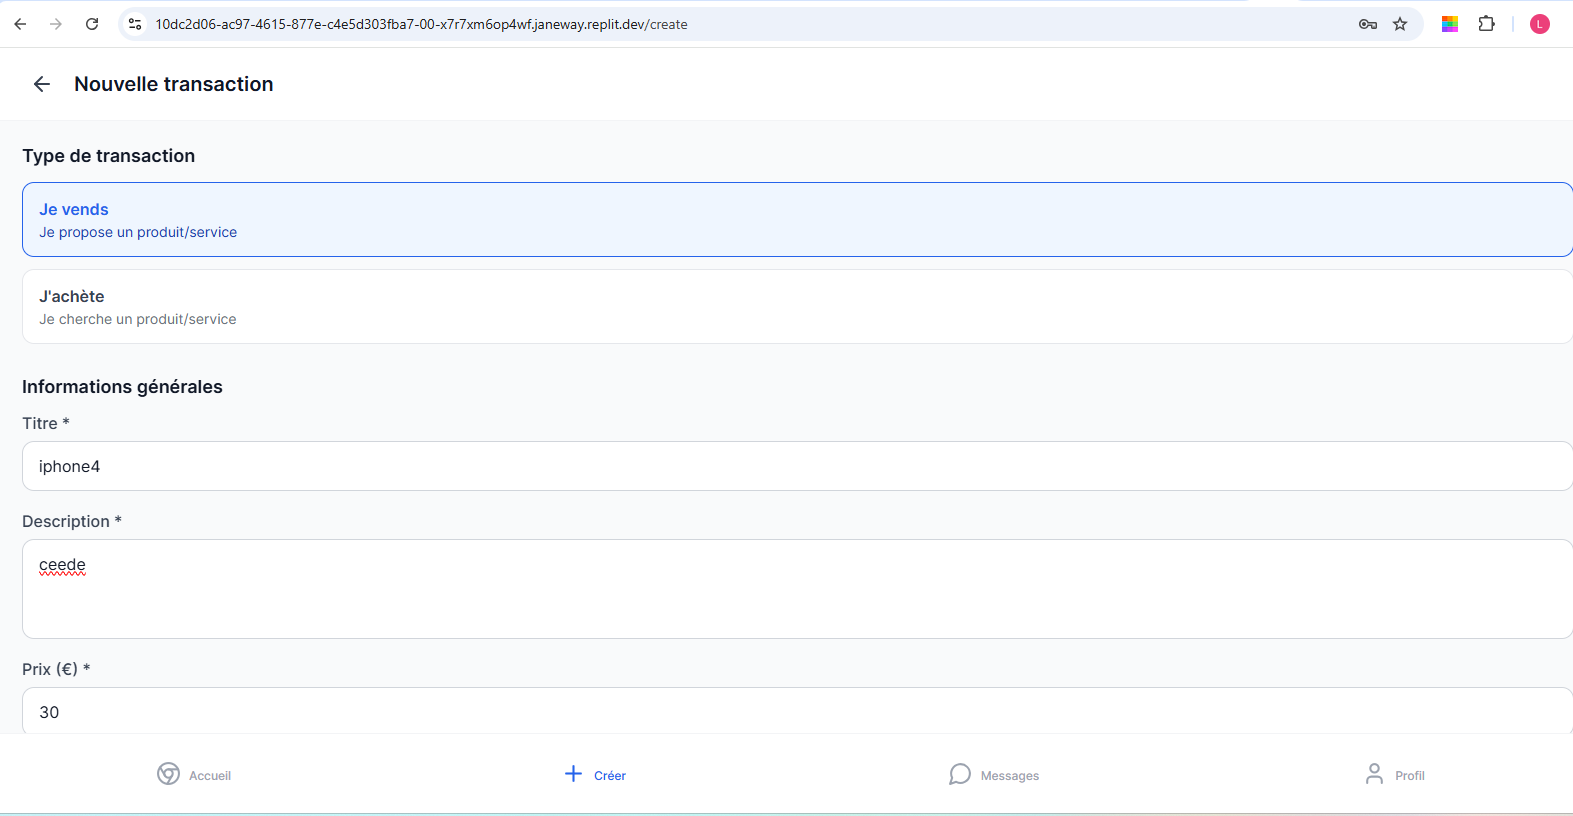 10dc2d06-ac97-4615-877e-c4e5d303fba7-00-x7r7xm6op4wf.janeway.replit.dev/create
L
Nouvelle transaction
Type de transaction
Je vends
Je propose un produit/service
J'achète
Je cherche un produit/service
Informations générales
Titre *
iphone4
Description *
ceede
Prix (€) *
30
Accueil
Créer
Messages
Profil